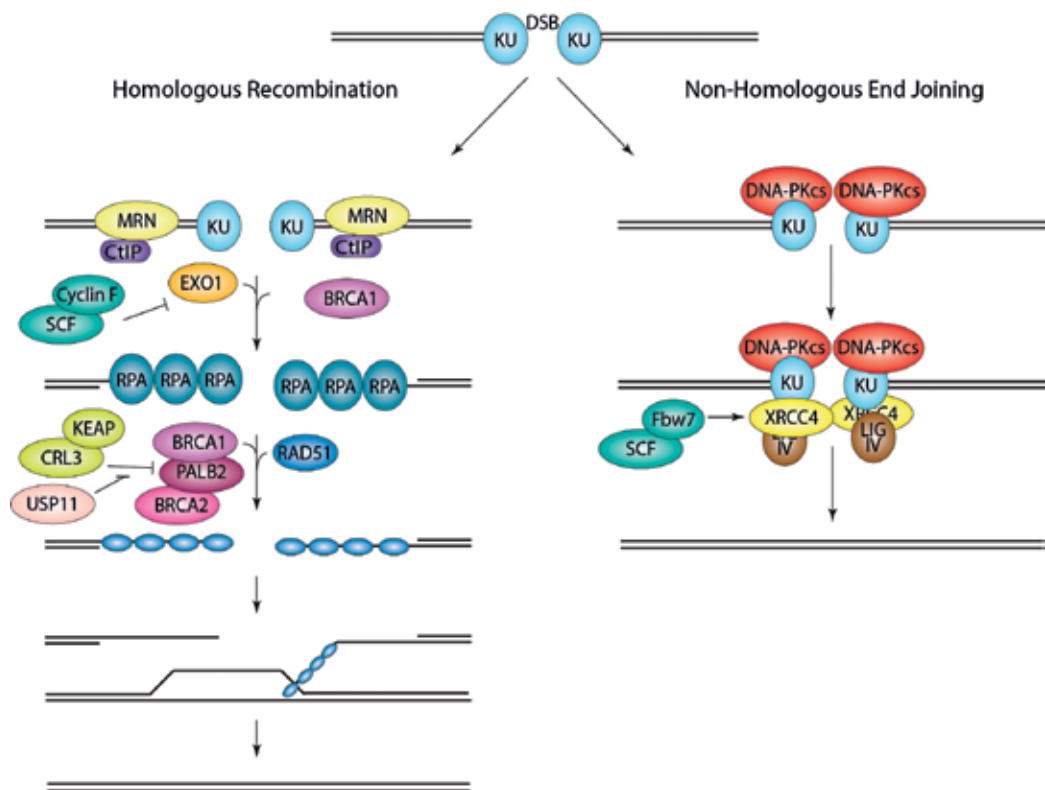 DSB
KU
KU
Homologous Recombination
Non-Homologous End Joining
MRN
KU
KU
MRN
CtIP
CtIP
DNA-PKcs
DNA-PKcs
KU
KU
EXO1
Cyclin F
SCF
BRCA1
RPA
RPA
RPA
RPA
RPA
RPA
DNA-PKcs
DNA-PKcs
KU
KU
KEAP
CRL3
BRCA1
PALB2
BRCA2
RAD51
USP11
Fbw7
SCF
XRCC4
XRCC4
IV
LIG
IV